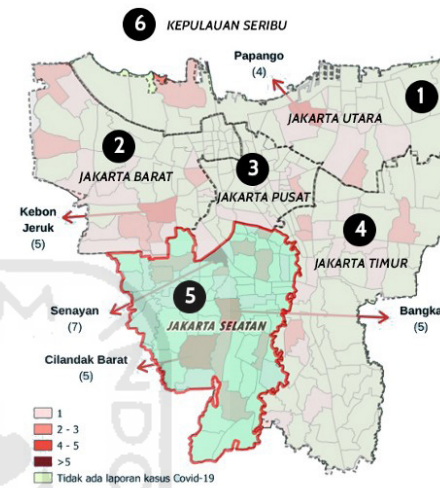 6 KEPULAUAN SERIBU
Papango
(4)
1
JAKARTA UTARA
2
JAKARTA BARAT
3
JAKARTA PUSAT
Kebon
Jeruk
(5)
4
JAKARTA TIMUR
5
JAKARTA SELATAN
Senayan
(7)
Bangka
(5)
Cilandak Barat
(5)
1
2 - 3
4 - 5
>5
Tidak ada laporan kasus Covid-19